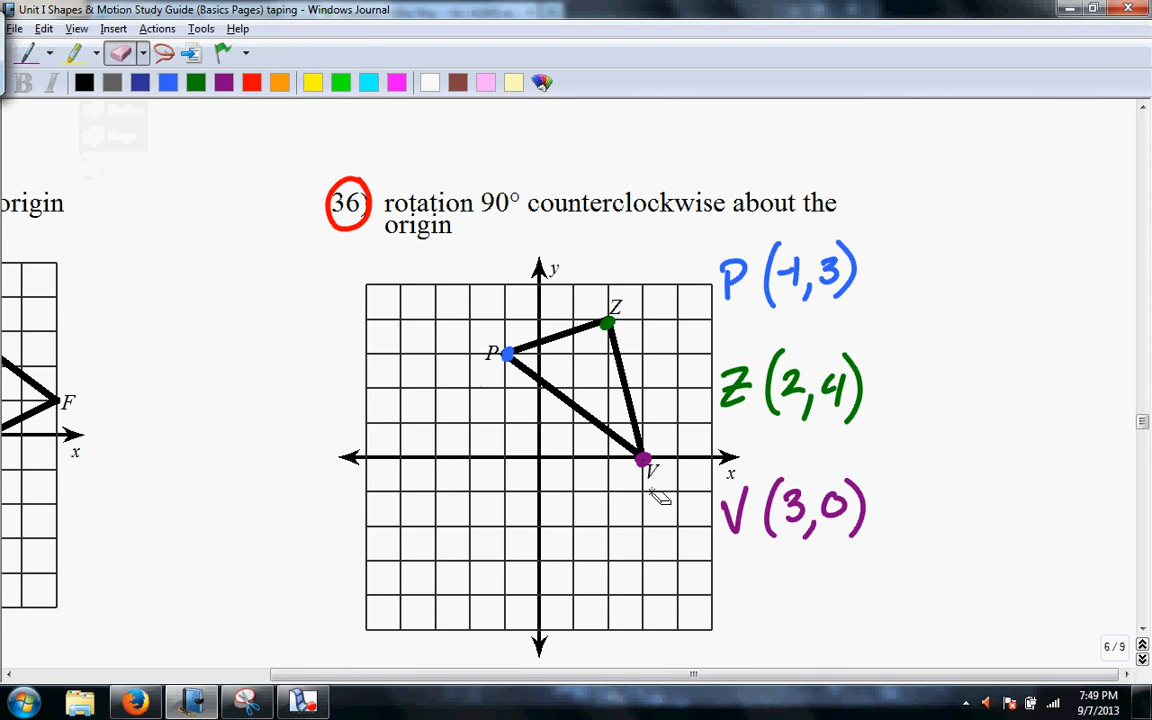 Unit I Shapes & Motion Study Guide (Basics Pages) taping - Windows Journal
File Edit View Insert Actions Tools Help
B I
origin
36) rotation 90° counterclockwise about the
origin
y
P (-1, 3)
Z
P
Z (2, 4)
F
x
V
x
V (3, 0)
6 / 9
7:49 PM
9/7/2013